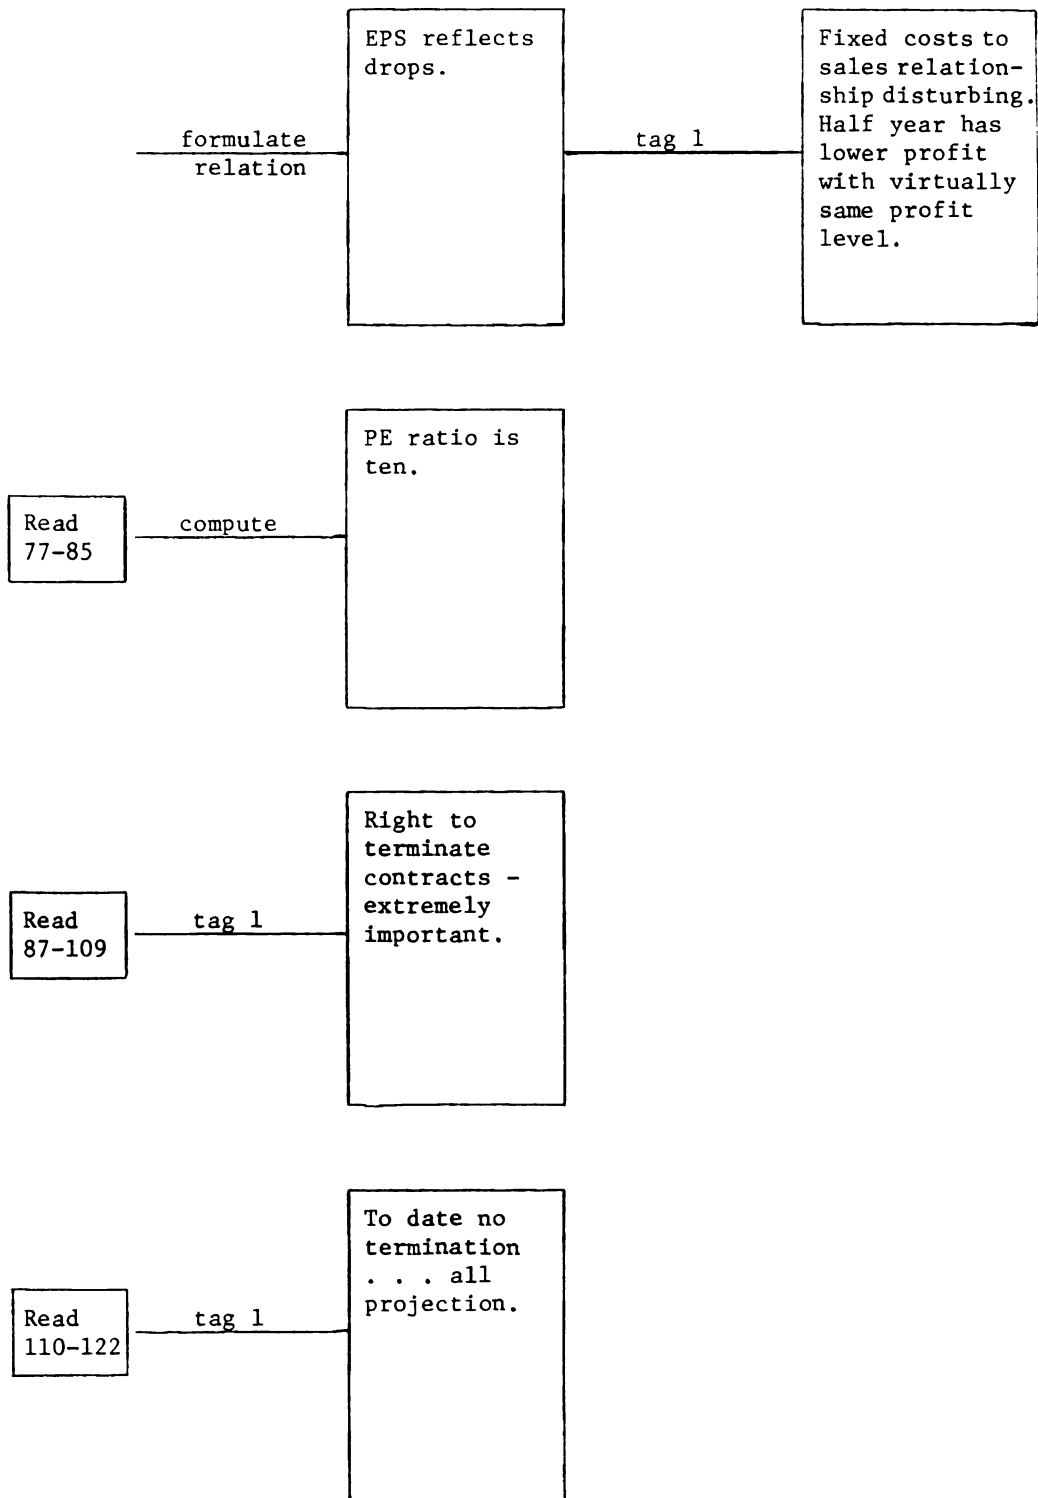 formulate
relation
EPS reflects
drops.
tag 1
Fixed costs to
sales relation-
ship disturbing.
Half year has
lower profit
with virtually
same profit
level.
Read
77-85
compute
PE ratio is
ten.
Read
87-109
tag 1
Right to
terminate
contracts -
extremely
important.
Read
110-122
tag 1
To date no
termination
. . . all
projection.